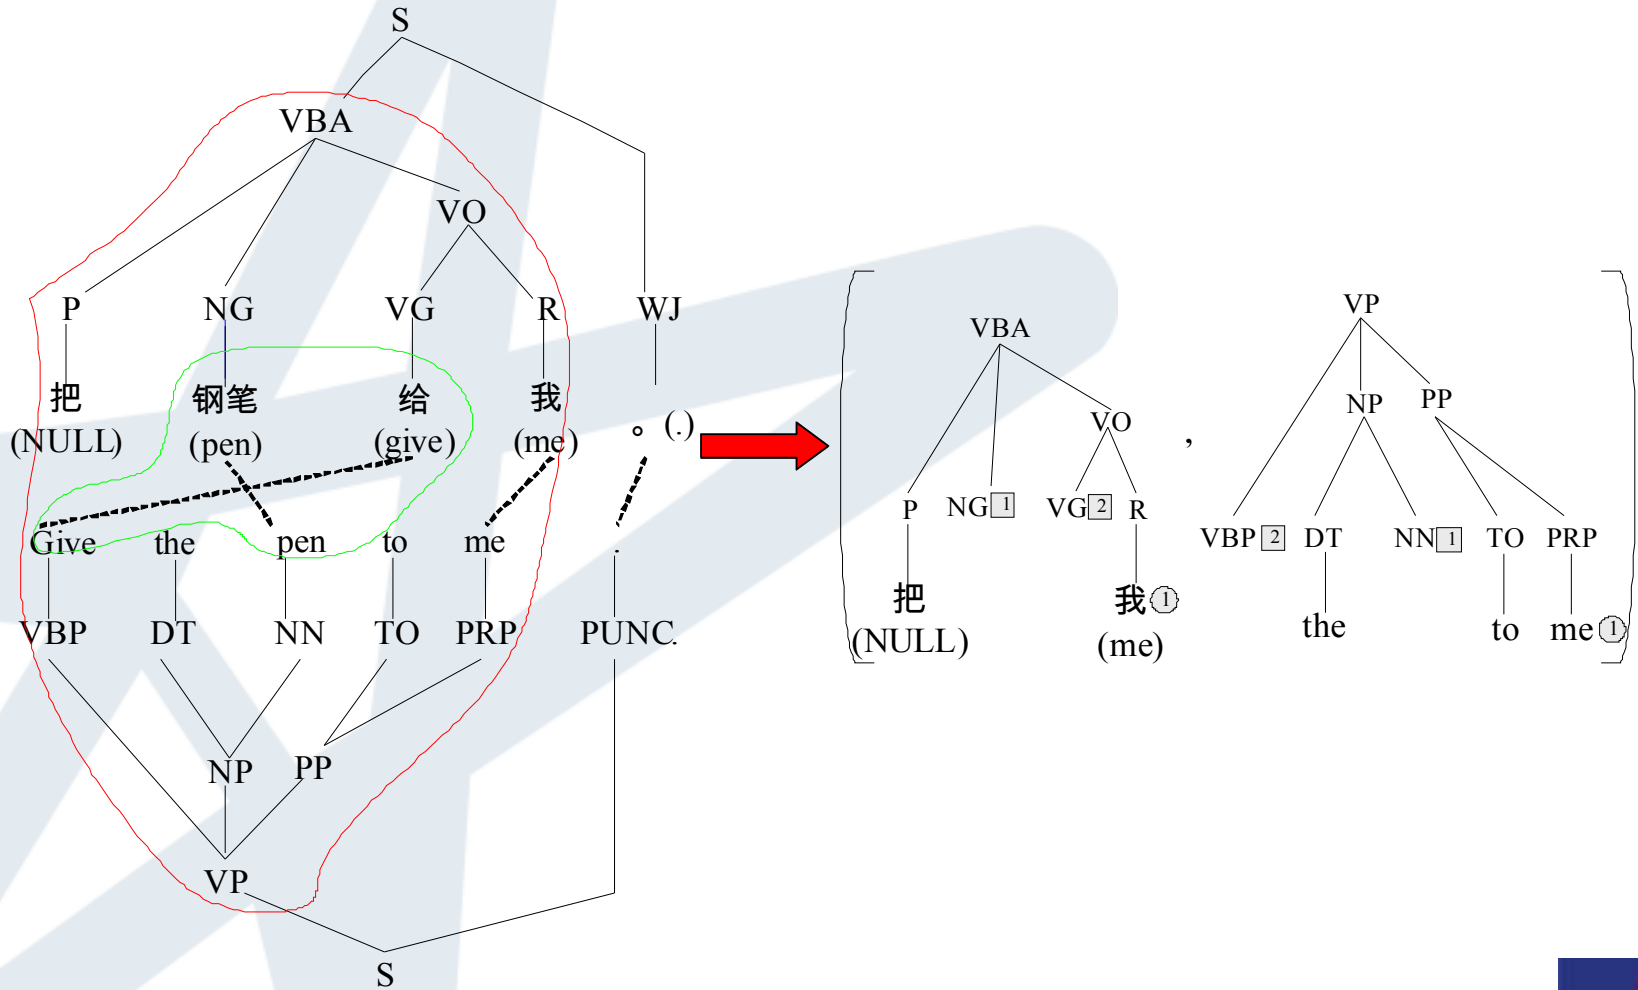 S
VBA
VO
P NG VG R WJ
把 钢笔 给 我 。 (.)
(NULL) (pen) (give) (me)
Give the pen to me .
VBP DT NN TO PRP PUNC.
NP PP
VP
S
VBA
VO
P NG 1 VG 2 R
把 我 1
(NULL) (me)
,
VP
NP PP
VBP 2 DT NN 1 TO PRP
the to me 1